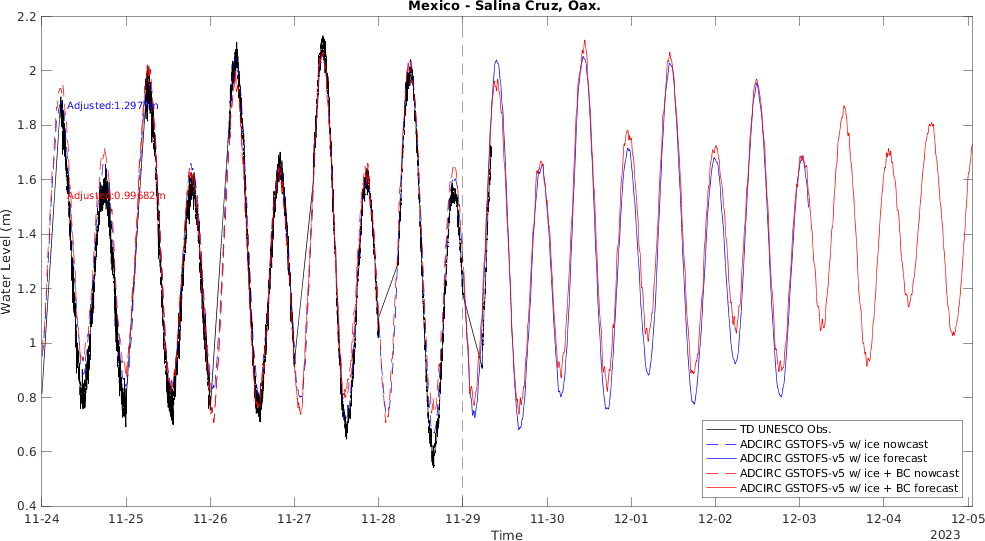 Mexico - Salina Cruz, Oax.
2.2
2
1.8
1.6
1.4
1.2
1
0.8
0.6
0.4
Water Level (m)
Adjusted:0.99682m
TD UNESCO Obs.
ADCIRC GSTOFS-v5 w/ ice nowcast
ADCIRC GSTOFS-v5 w/ ice forecast
ADCIRC GSTOFS-v5 w/ ice + BC nowcast
ADCIRC GSTOFS-v5 w/ ice + BC forecast
11-24 11-25 11-26 11-27 11-28 11-29 11-30 12-01 12-02 12-03 12-04 12-05
Time
2023